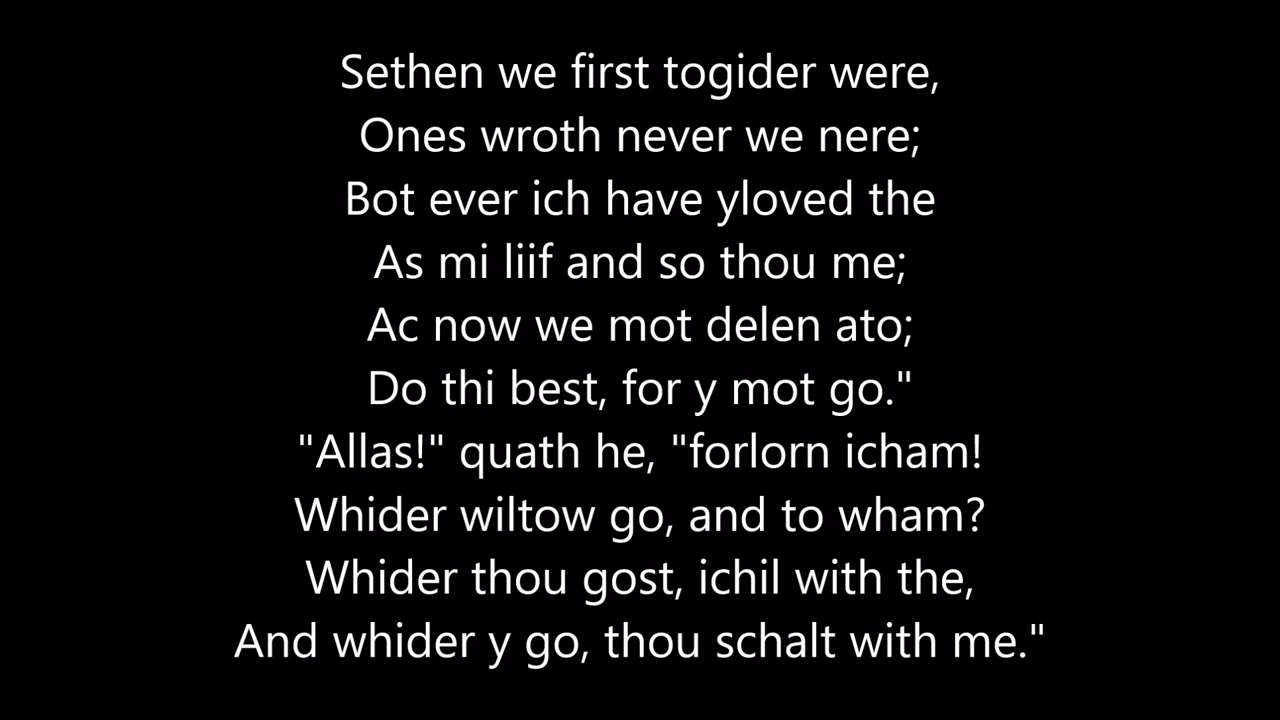 Sethen we first togider were,
Ones wroth never we nere;
Bot ever ich have yloved the
As mi liif and so thou me;
Ac now we mot delen ato;
Do thi best, for y mot go."
"Allas!" quath he, "forlorn icham!
Whider wiltow go, and to wham?
Whider thou gost, ichil with the,
And whider y go, thou schalt with me."